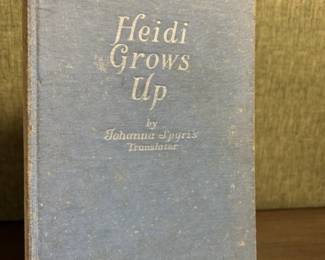 Heidi
Grows
Up
by
Johanna Spyri's
Translator